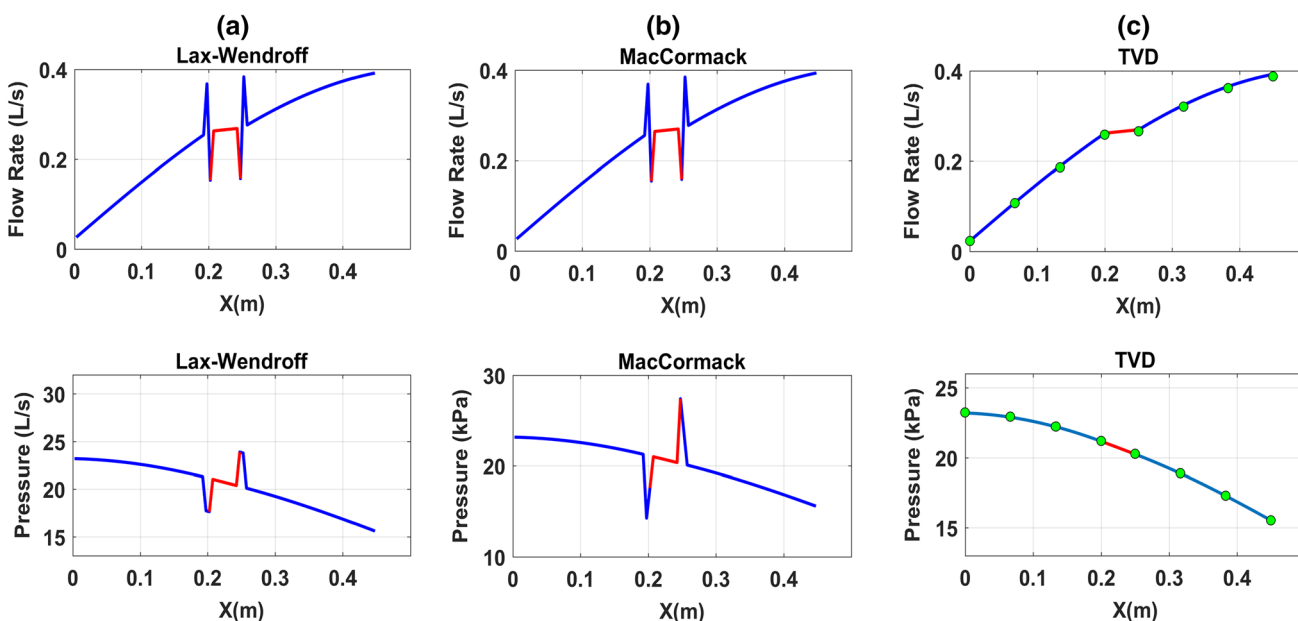 (a)
Lax-Wendroff
0.4
0.2
0
Flow Rate (L/s)
0 0.1 0.2 0.3 0.4
X(m)
(b)
MacCormack
0.4
0.2
0
Flow Rate (L/s)
0 0.1 0.2 0.3 0.4
X(m)
(c)
TVD
0.4
0.2
0
Flow Rate (L/s)
0 0.1 0.2 0.3 0.4
X(m)
Lax-Wendroff
30
25
20
15
Pressure (L/s)
0 0.1 0.2 0.3 0.4
X(m)
MacCormack
30
20
10
Pressure (kPa)
0 0.1 0.2 0.3 0.4
X(m)
TVD
25
20
15
Pressure (kPa)
0 0.1 0.2 0.3 0.4
X(m)